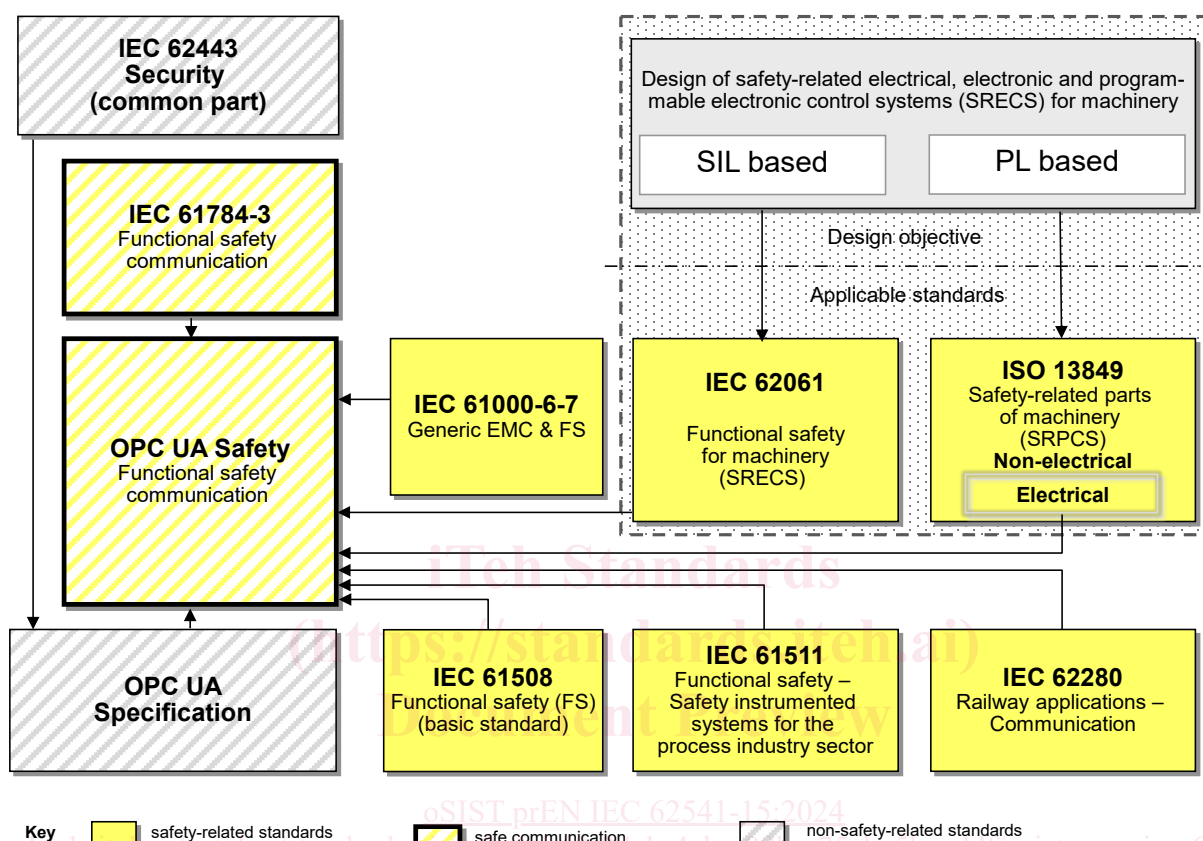 IEC 62443
Security
(common part)
Design of safety-related electrical, electronic and program-
mable electronic control systems (SRECS) for machinery
SIL based
PL based
IEC 61784-3
Functional safety
communication
Design objective
Applicable standards
OPC UA Safety
Functional safety
communication
IEC 61000-6-7
Generic EMC & FS
IEC 62061
Functional safety
for machinery
(SRECS)
ISO 13849
Safety-related parts
of machinery
(SRPCS)
Non-electrical
Electrical
iTeh Standards
(https://standards.iteh.ai)
Document Preview
OPC UA
Specification
IEC 61508
Functional safety (FS)
(basic standard)
IEC 61511
Functional safety –
Safety instrumented
systems for the
process industry sector
IEC 62280
Railway applications –
Communication
oSIST prEN IEC 62541-15:2024
Key
safety-related standards
safe communication
non-safety-related standards